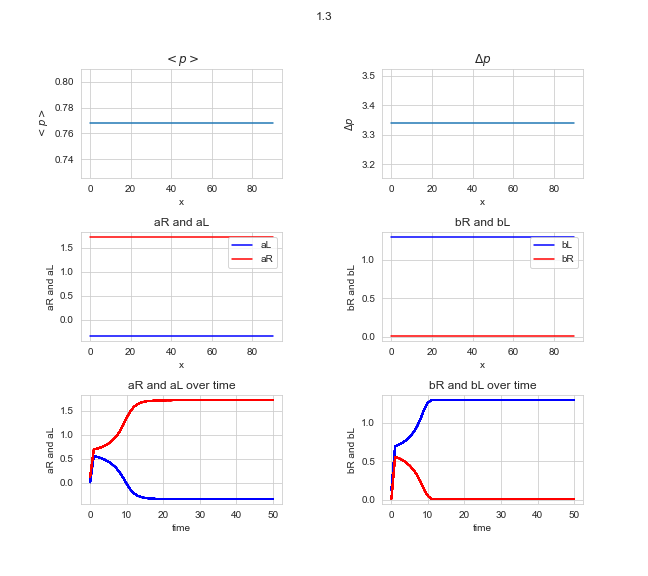 1.3
< p >
Δp
0.80
0.78
0.76
0.74
< p >
0 20 40 60 80
x
3.5
3.4
3.3
3.2
Δp
0 20 40 60 80
x
aR and aL
bR and bL
1.5
1.0
0.5
0.0
aR and aL
aL
aR
0 20 40 60 80
x
1.0
0.5
0.0
bR and bL
bL
bR
0 20 40 60 80
x
aR and aL over time
bR and bL over time
1.5
1.0
0.5
0.0
aR and aL
0 10 20 30 40 50
time
1.0
0.5
0.0
bR and bL
0 10 20 30 40 50
time